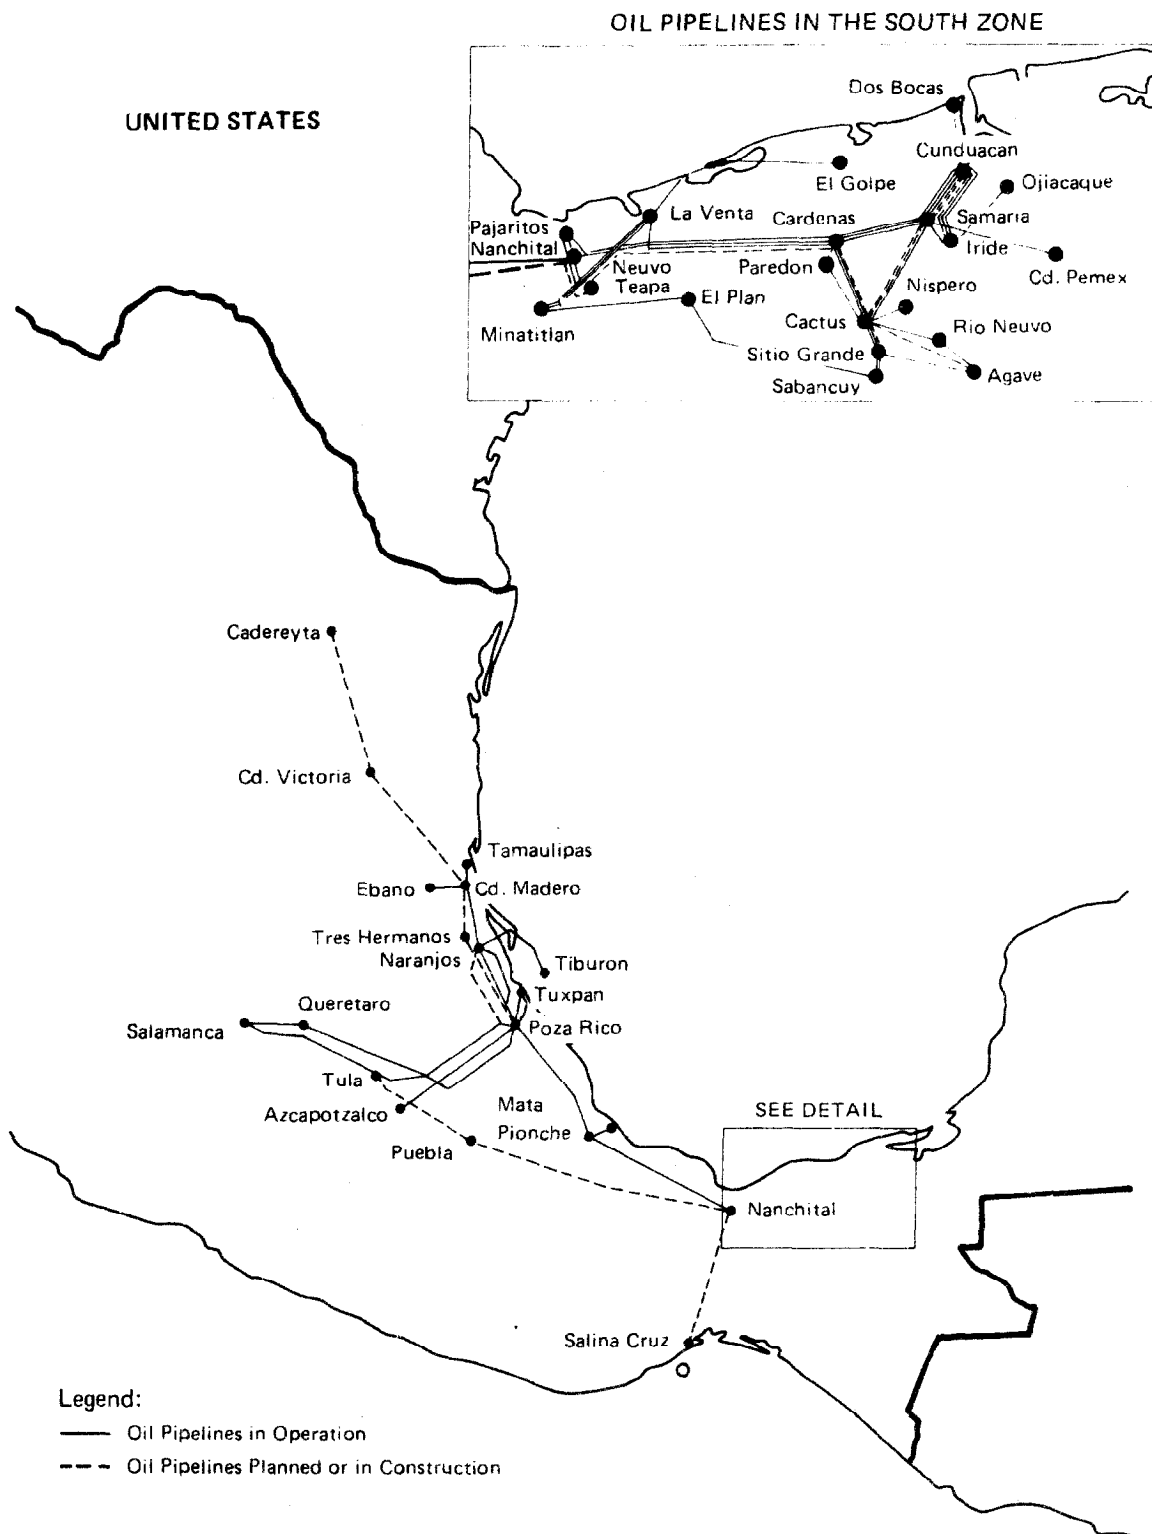 OIL PIPELINES IN THE SOUTH ZONE
UNITED STATES
Dos Bocas
Cunduacan
El Golpe
Ojiacaque
La Venta
Cardenas
Samaria
Pajaritos
Nanchital
Iride
Neuvo
Teapa
Paredon
Cd. Pemex
Nispero
El Plan
Minatitlan
Cactus
Rio Neuvo
Sitio Grande
Agave
Sabancuy
Cadereyta
Cd. Victoria
Tamaulipas
Ebano
Cd. Madero
Tres Hermanos
Naranjos
Tiburon
Tuxpan
Queretaro
Salamanca
Poza Rico
Tula
Azcapotzalco
Mata
Pionche
SEE DETAIL
Puebla
Nanchital
Salina Cruz
Legend:
Oil Pipelines in Operation
Oil Pipelines Planned or in Construction